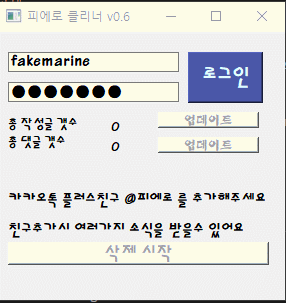 피에로 클리너 v0.6
fakemarine
●●●●●●●
로그인
총 작성글 갯수 0 업데이트
총 댓글 갯수 0 업데이트
카카오톡 플러스친구 @피에로 를 추가해주세요
친구추가시 여러가지 소식을 받을수 있어요
삭제 시작